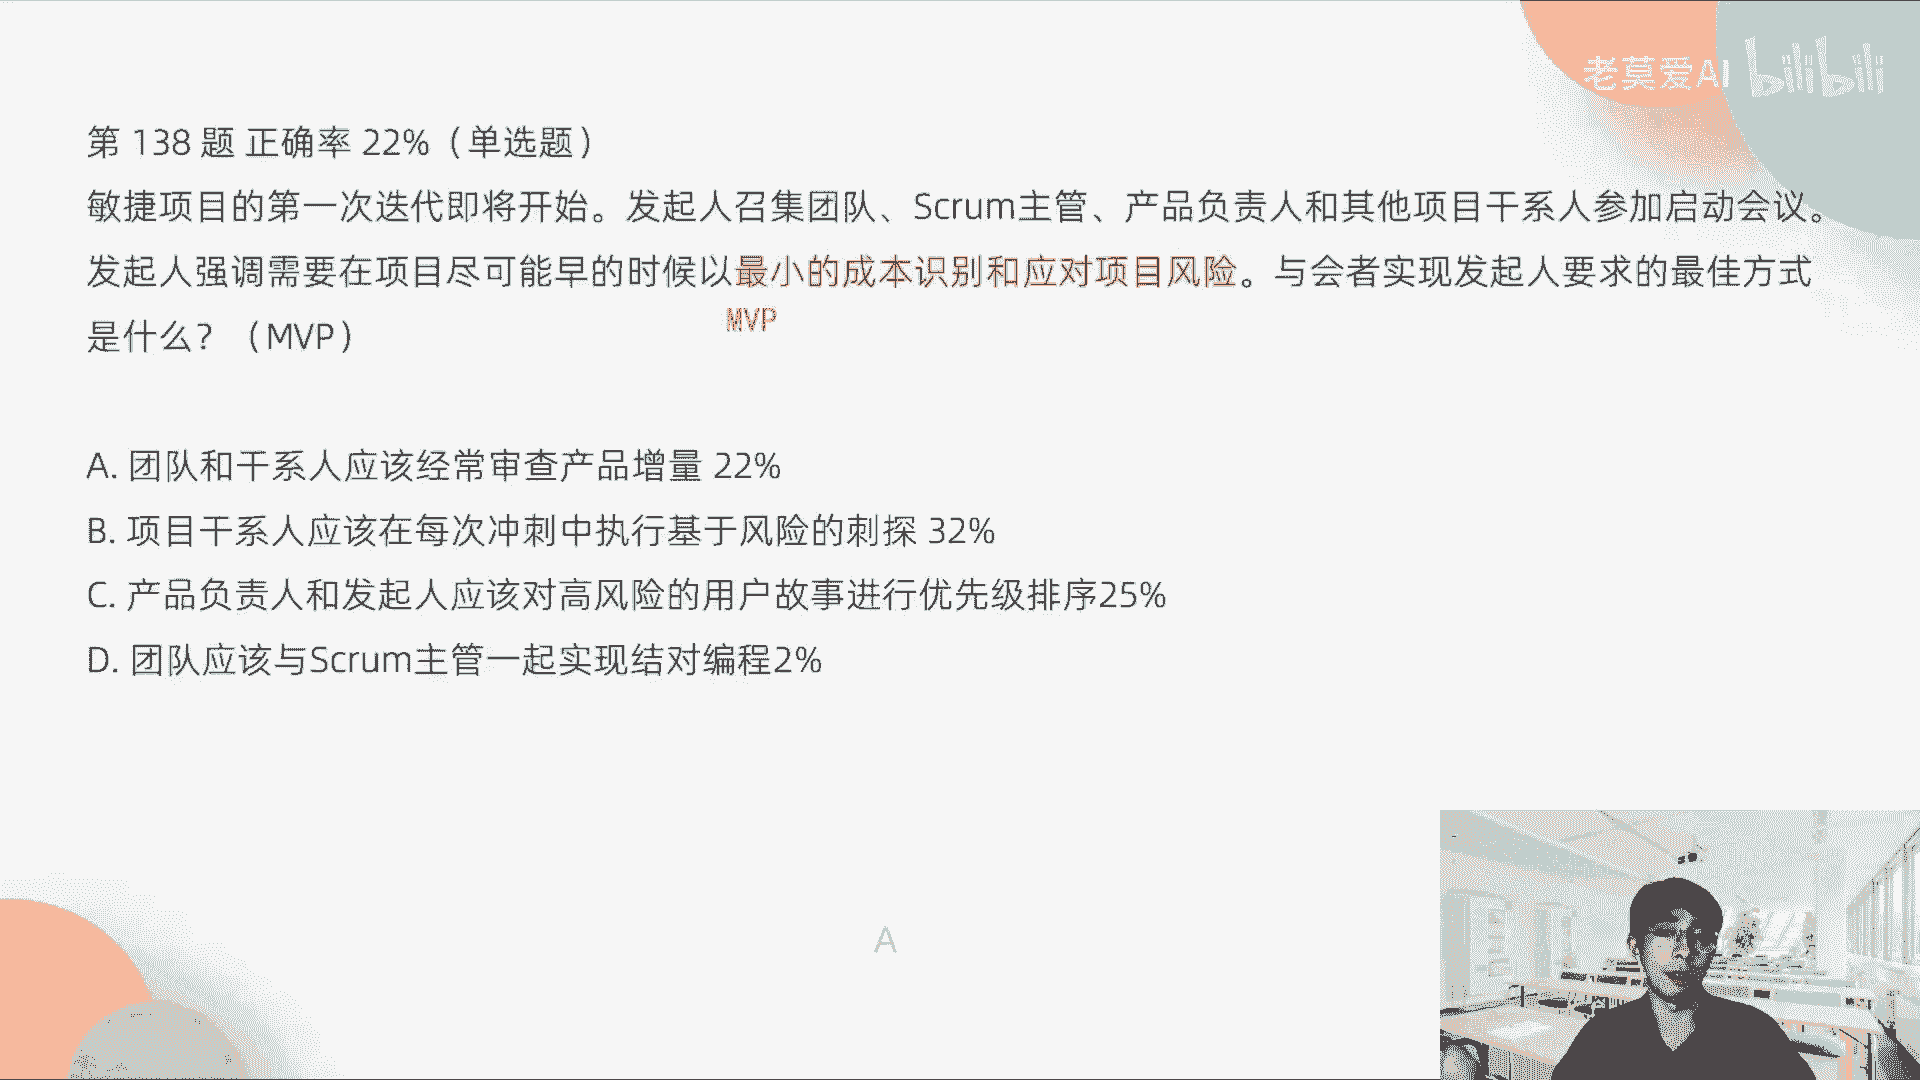 老莫爱AI bilibili
第 138 题 正确率 22%（单选题）
敏捷项目的第一次迭代即将开始。发起人召集团队、Scrum主管、产品负责人和其他项目干系人参加启动会议。
发起人强调需要在项目尽可能早的时候以最小的成本识别和应对项目风险。与会者实现发起人要求的最佳方式
MVP
是什么？（MVP）
A. 团队和干系人应该经常审查产品增量 22%
B. 项目干系人应该在每次冲刺中执行基于风险的刺探 32%
C. 产品负责人和发起人应该对高风险的用户故事进行优先级排序25%
D. 团队应该与Scrum主管一起实现结对编程2%
A